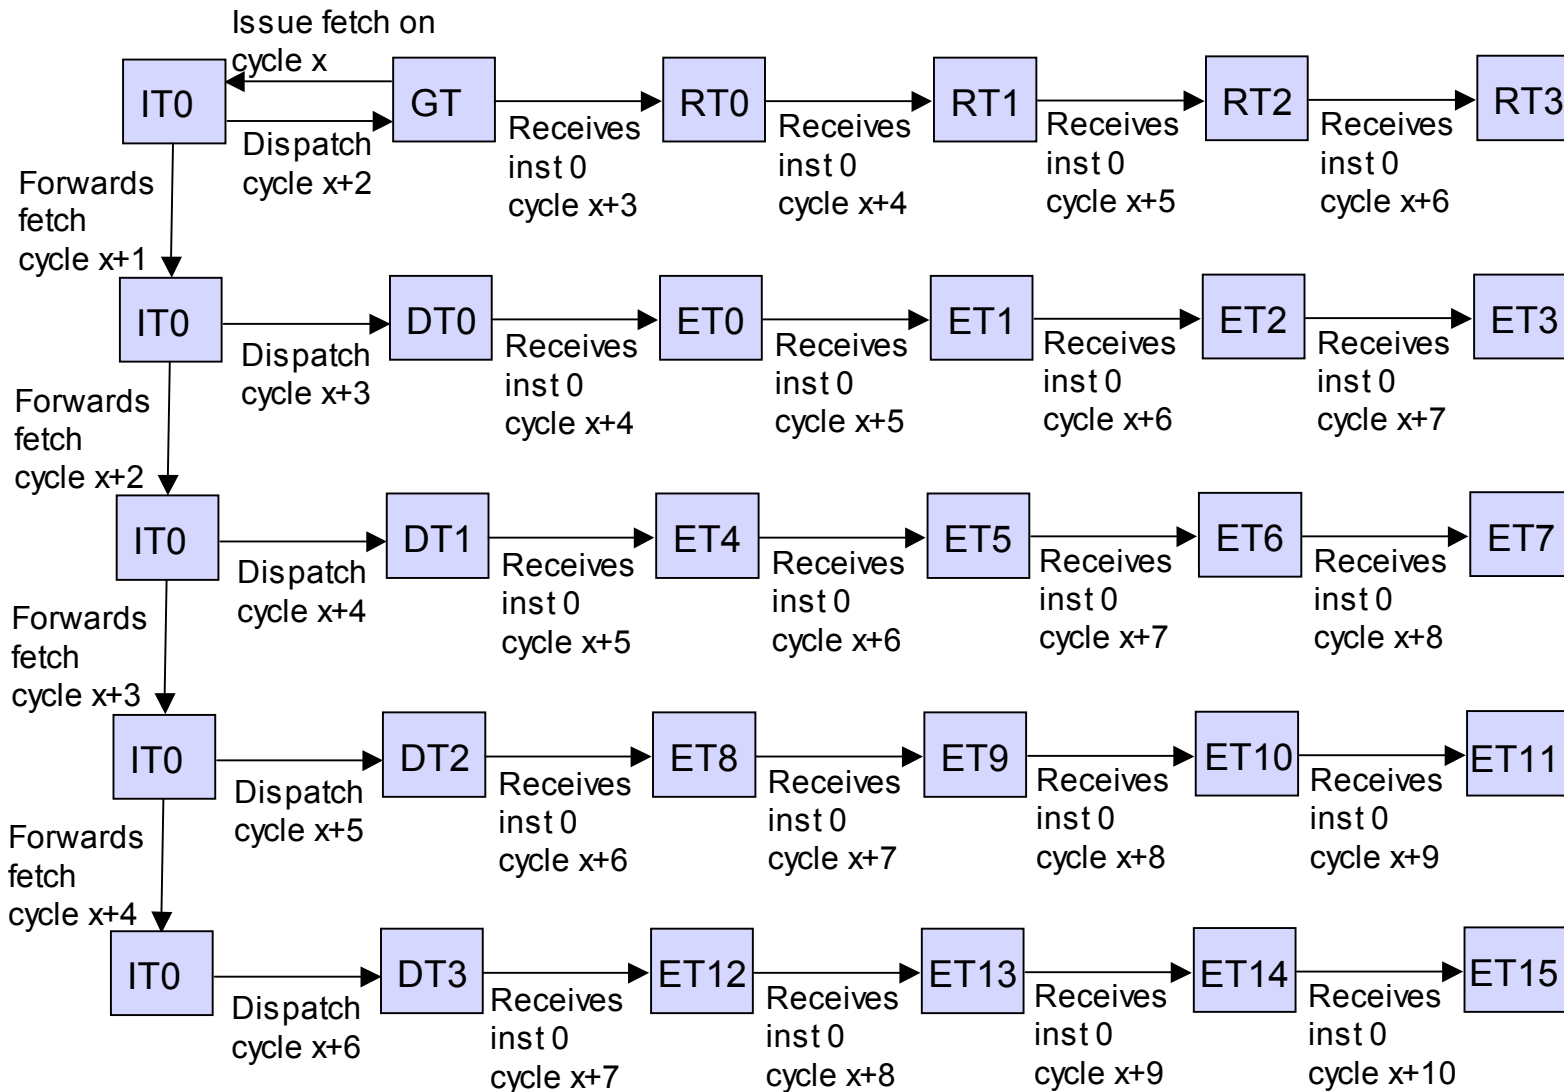 Issue fetch on
cycle x
IT0
GT
RT0
RT1
RT2
RT3
Dispatch
cycle x+2
Receives
inst 0
cycle x+3
Receives
inst 0
cycle x+4
Receives
inst 0
cycle x+5
Receives
inst 0
cycle x+6
Forwards
fetch
cycle x+1
IT0
DT0
ET0
ET1
ET2
ET3
Dispatch
cycle x+3
Receives
inst 0
cycle x+4
Receives
inst 0
cycle x+5
Receives
inst 0
cycle x+6
Receives
inst 0
cycle x+7
Forwards
fetch
cycle x+2
IT0
DT1
ET4
ET5
ET6
ET7
Dispatch
cycle x+4
Receives
inst 0
cycle x+5
Receives
inst 0
cycle x+6
Receives
inst 0
cycle x+7
Receives
inst 0
cycle x+8
Forwards
fetch
cycle x+3
IT0
DT2
ET8
ET9
ET10
ET11
Dispatch
cycle x+5
Receives
inst 0
cycle x+6
Receives
inst 0
cycle x+7
Receives
inst 0
cycle x+8
Receives
inst 0
cycle x+9
Forwards
fetch
cycle x+4
IT0
DT3
ET12
ET13
ET14
ET15
Dispatch
cycle x+6
Receives
inst 0
cycle x+7
Receives
inst 0
cycle x+8
Receives
inst 0
cycle x+9
Receives
inst 0
cycle x+10